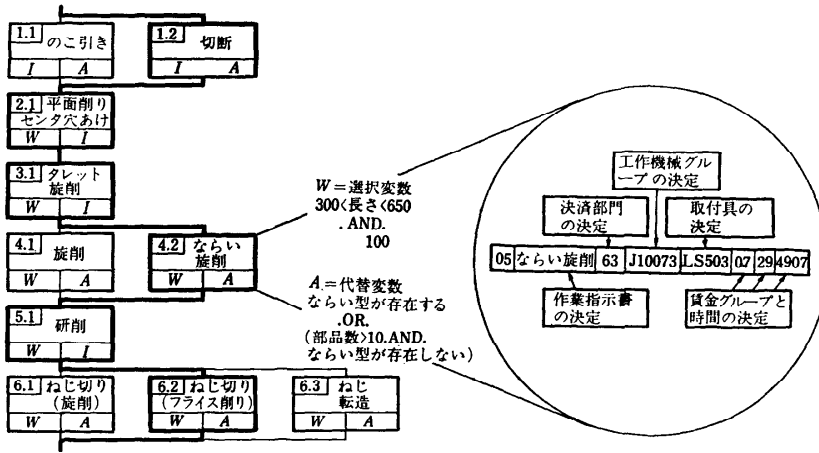 1.1 のこ引き
I A
1.2 切断
I A
2.1 平面削り
センタ穴あけ
W I
3.1 タレット
旋削
W I
4.1 旋削
W A
4.2 ならい
旋削
W A
5.1 研削
W I
6.1 ねじ切り
(旋削)
W A
6.2 ねじ切り
(フライス削り)
W A
6.3 ねじ
転造
W A
W=選択変数
300<長さ<650
.AND.
100
A=代替変数
ならい型が存在する
.OR.
(部品数>10.AND.
ならい型が存在しない)
工作機械グル
ープの決定
決済部門
の決定
取付具の
決定
05 ならい旋削 63 J10073 LS503 07 29 4907
作業指示書
の決定
賃金グループと
時間の決定